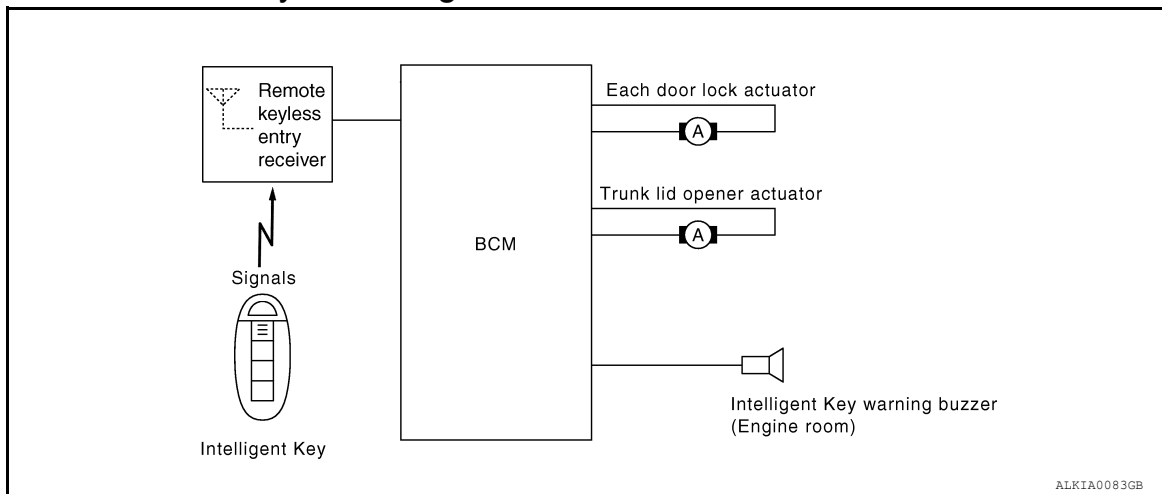 Remote
keyless
entry
receiver
Each door lock actuator
A
Trunk lid opener actuator
A
BCM
Signals
Intelligent Key warning buzzer
(Engine room)
Intelligent Key
ALKIA0083GB